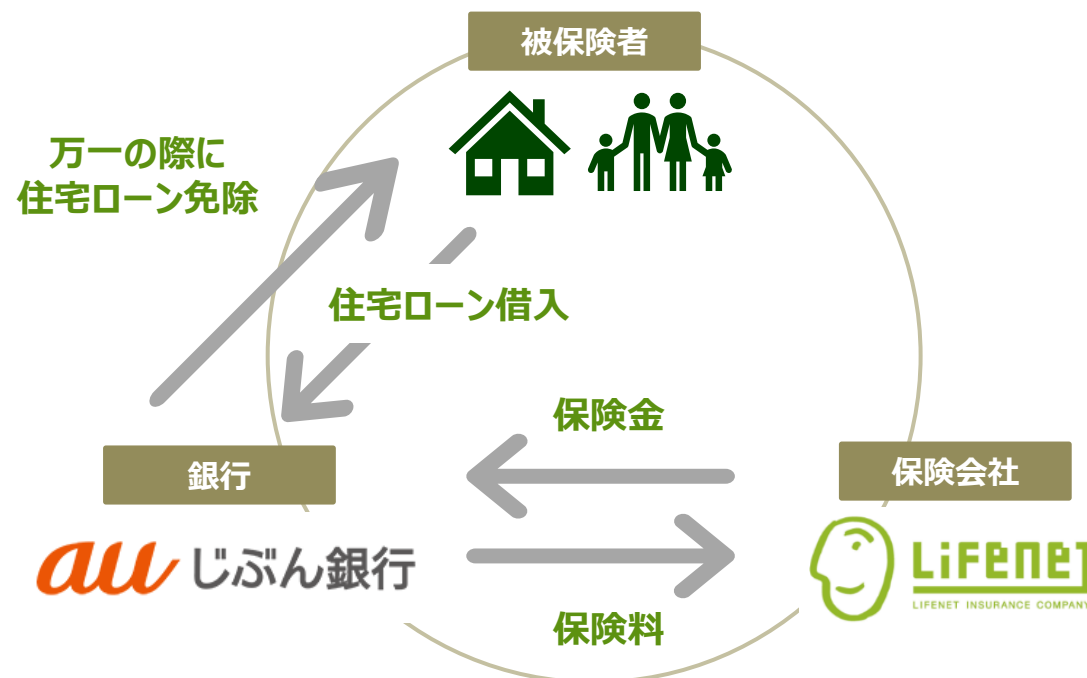 被保険者
万一の際に
住宅ローン免除
住宅ローン借入
保険金
銀行
保険会社
au じぶん銀行
LIFENET
LIFENET INSURANCE COMPANY
保険料